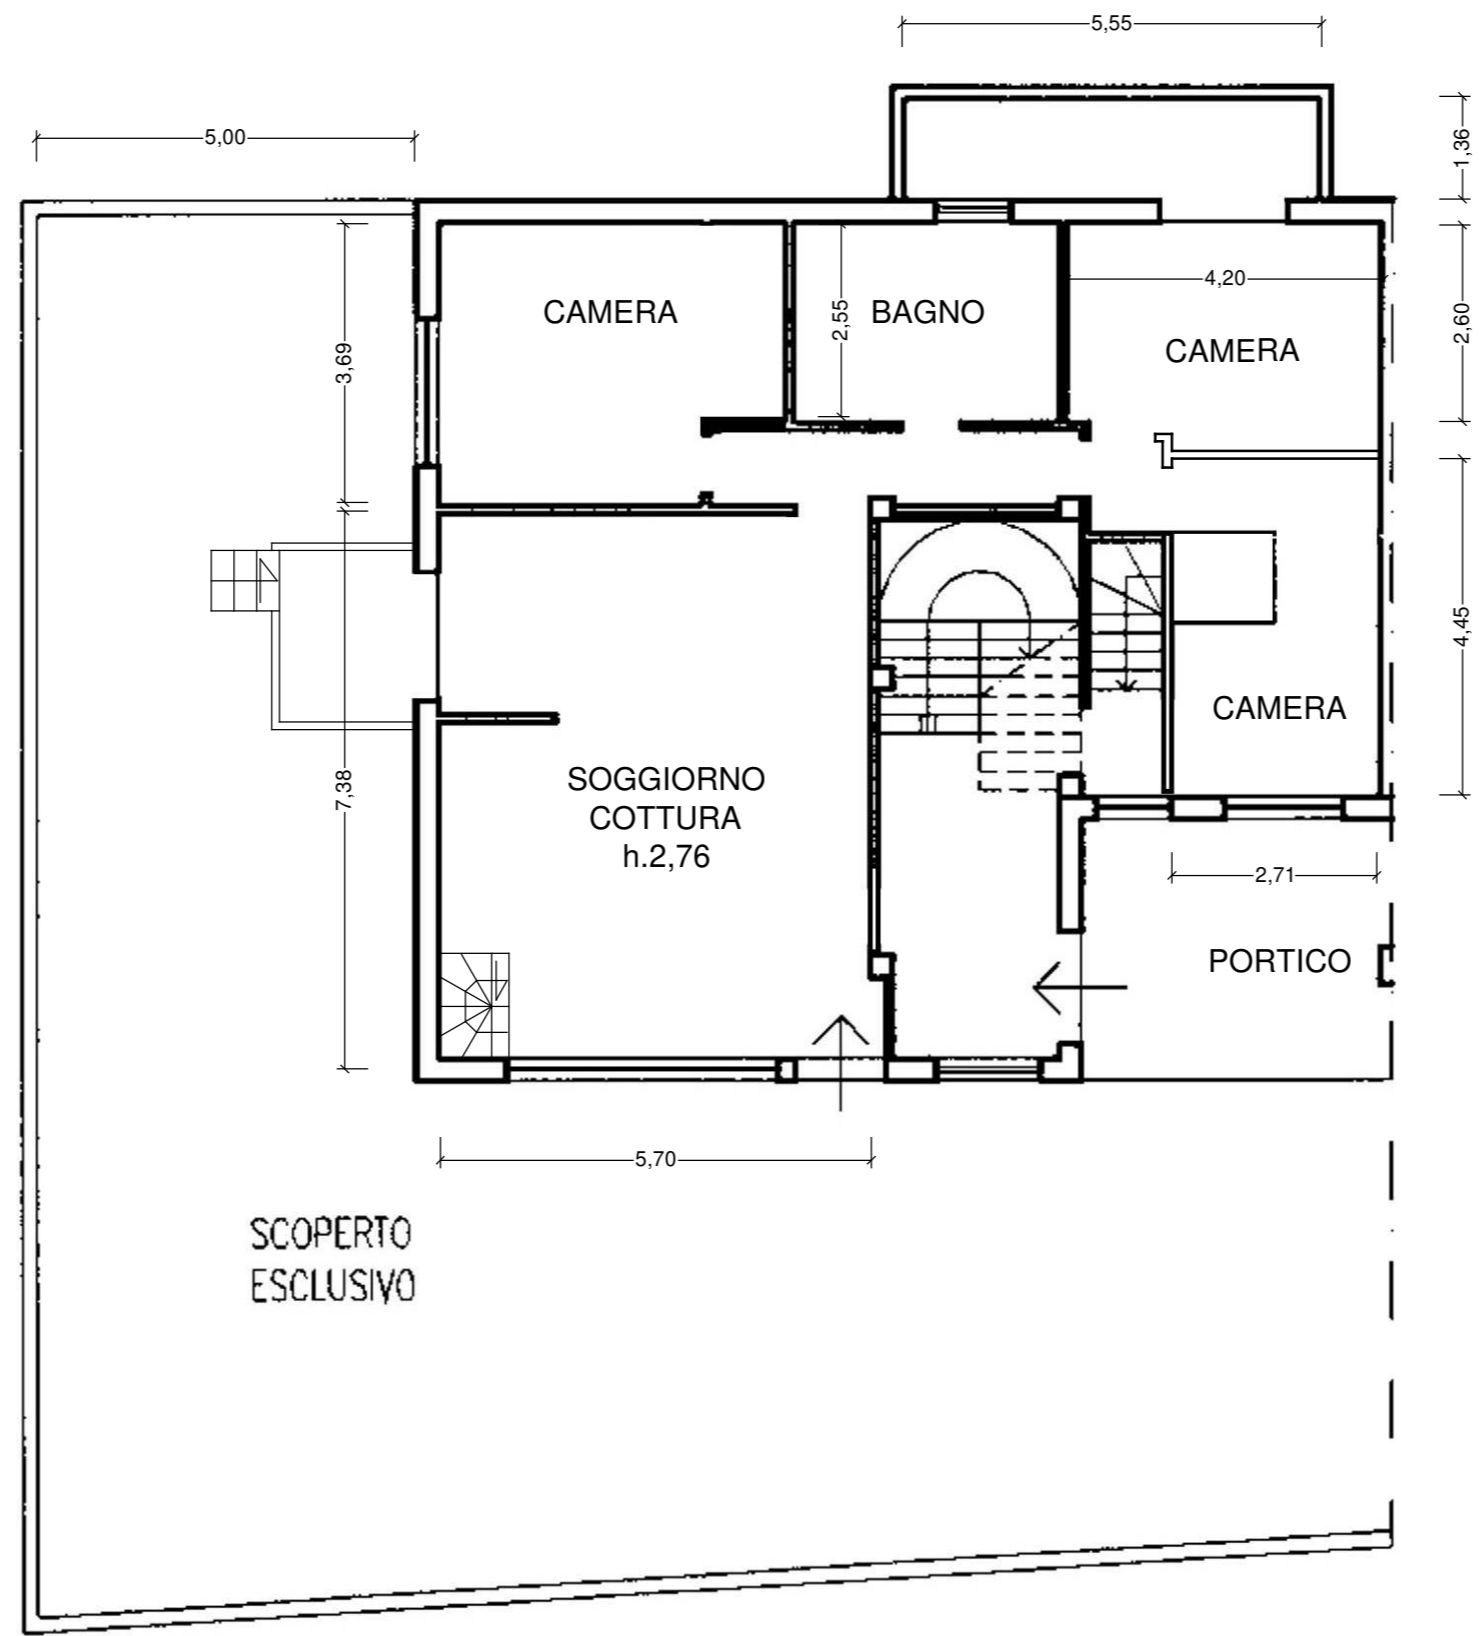 5,55
1,36
5,00
4,20
CAMERA
2,55
BAGNO
2,60
CAMERA
3,69
4,45
CAMERA
SOGGIORNO
COTTURA
h.2,76
7,38
2,71
PORTICO
5,70
SCOPERTO
ESCLUSIVO